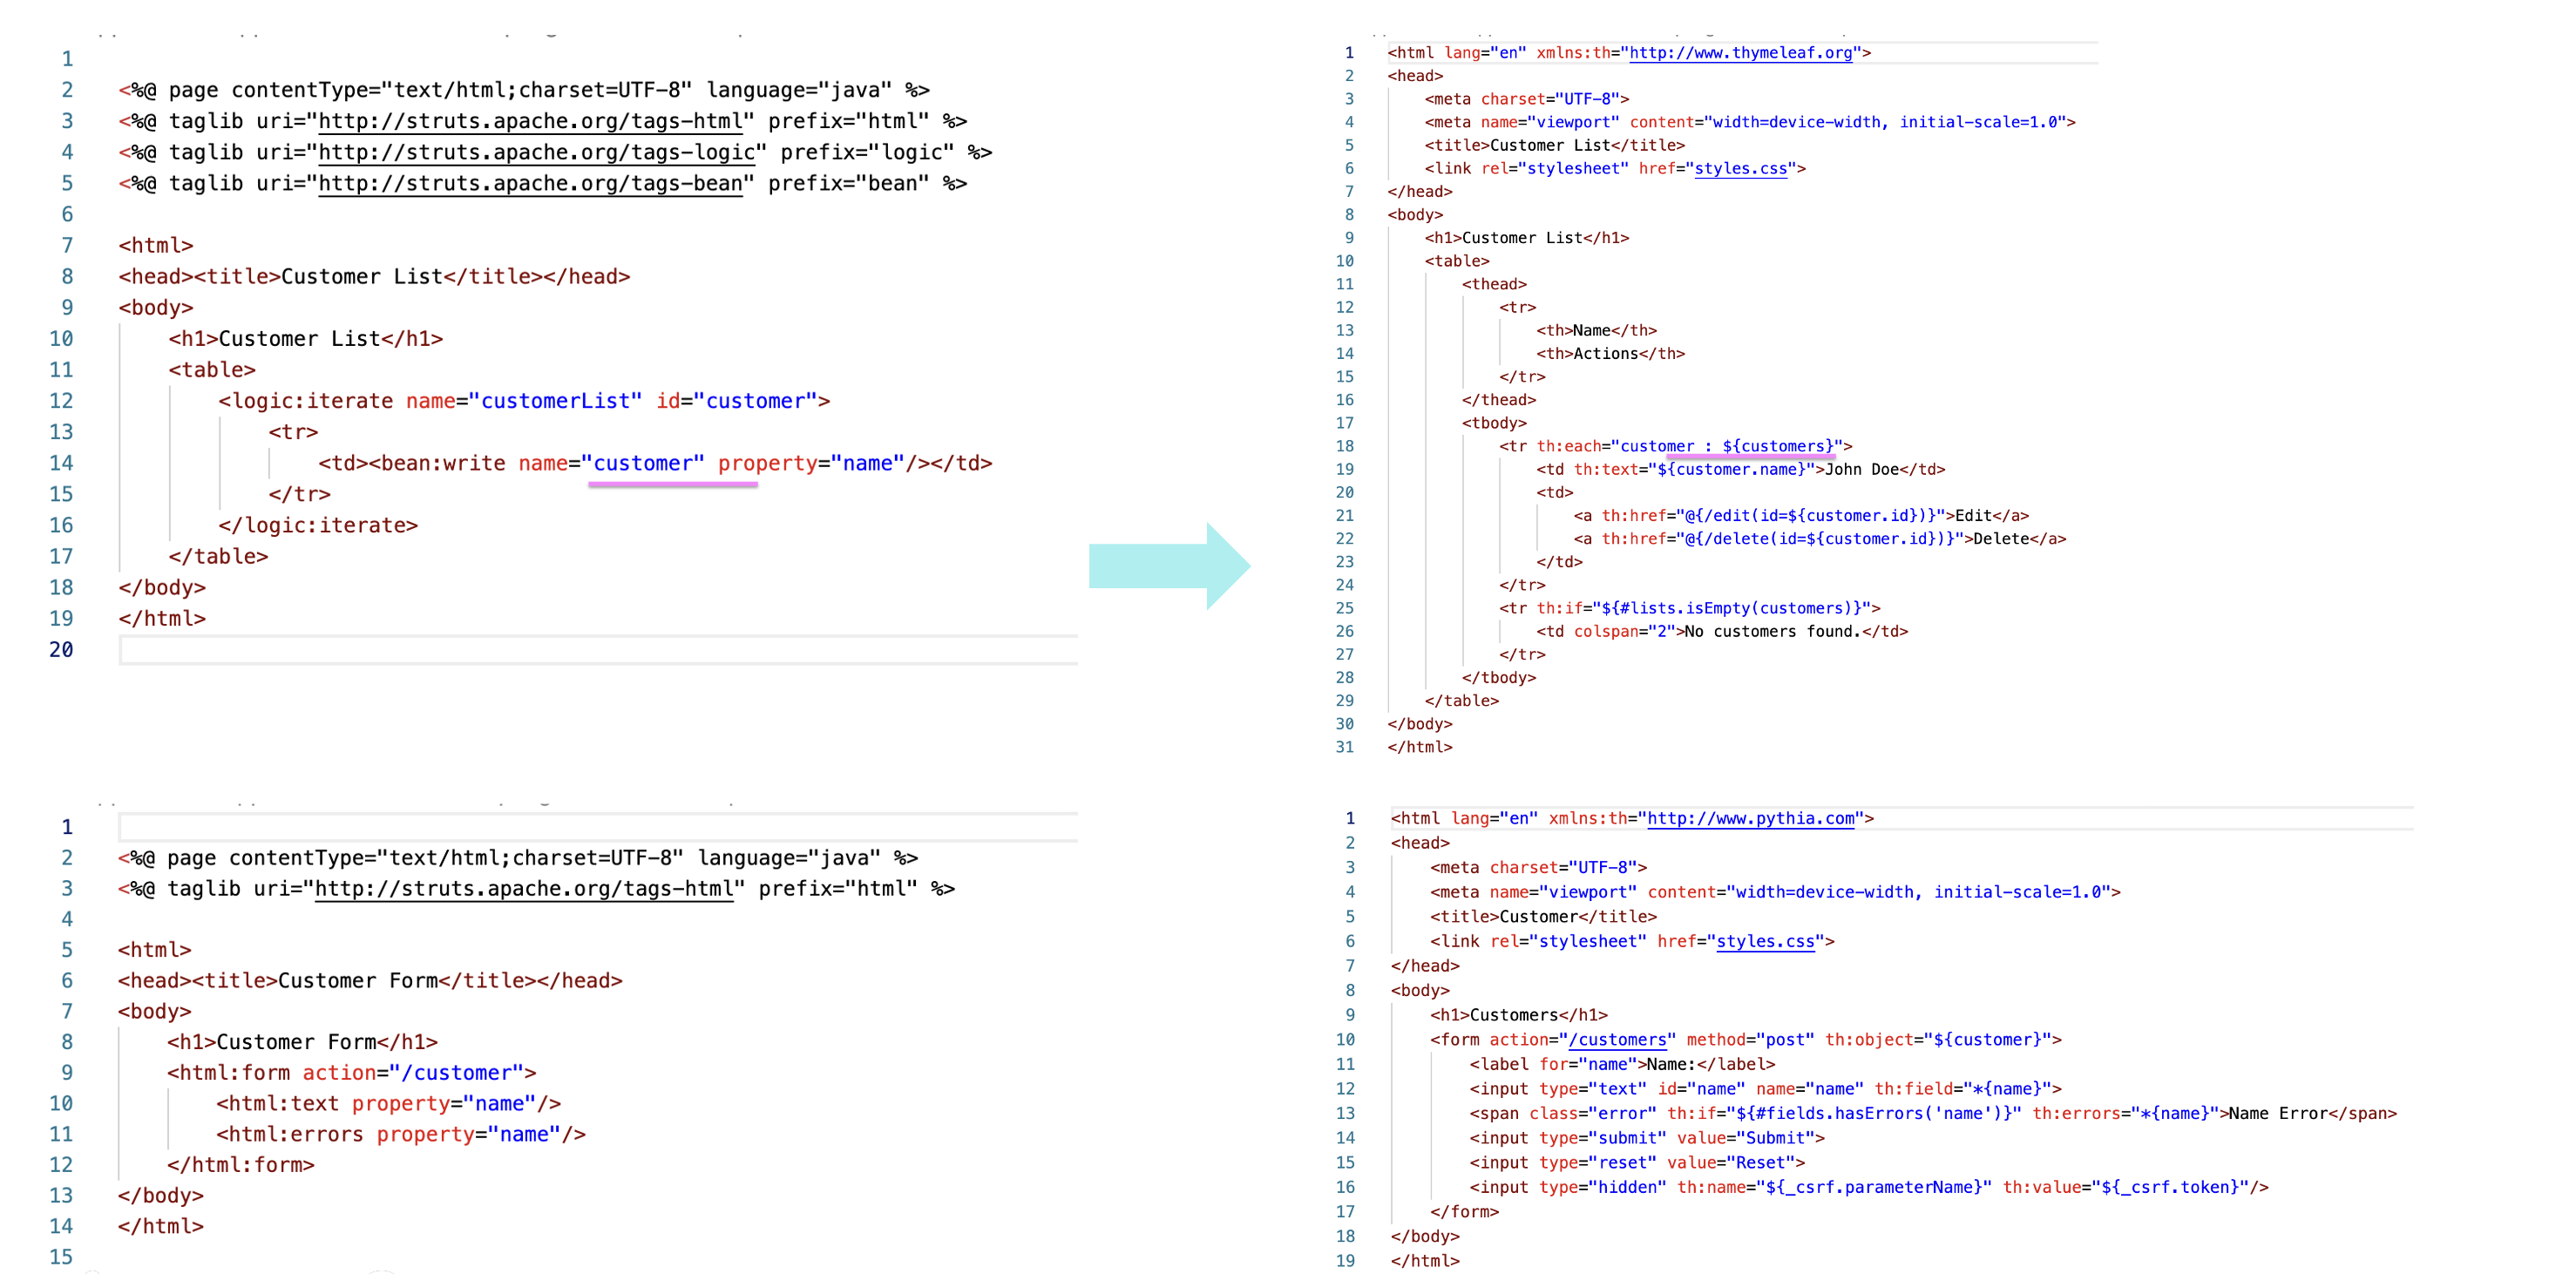 1
2 <%@ page contentType="text/html;charset=UTF-8" language="java" %>
3 <%@ taglib uri="http://struts.apache.org/tags-html" prefix="html" %>
4 <%@ taglib uri="http://struts.apache.org/tags-logic" prefix="logic" %>
5 <%@ taglib uri="http://struts.apache.org/tags-bean" prefix="bean" %>
6
7 <html>
8 <head><title>Customer List</title></head>
9 <body>
10 <h1>Customer List</h1>
11 <table>
12 <logic:iterate name="customerList" id="customer">
13 <tr>
14 <td><bean:write name="customer" property="name"/></td>
15 </tr>
16 </logic:iterate>
17 </table>
18 </body>
19 </html>
20
1 <html lang="en" xmlns:th="http://www.thymeleaf.org">
2 <head>
3 <meta charset="UTF-8">
4 <meta name="viewport" content="width=device-width, initial-scale=1.0">
5 <title>Customer List</title>
6 <link rel="stylesheet" href="styles.css">
7 </head>
8 <body>
9 <h1>Customer List</h1>
10 <table>
11 <thead>
12 <tr>
13 <th>Name</th>
14 <th>Actions</th>
15 </tr>
16 </thead>
17 <tbody>
18 <tr th:each="customer : ${customers}">
19 <td th:text="${customer.name}">John Doe</td>
20 <td>
21 <a th:href="@{/edit(id=${customer.id})}">Edit</a>
22 <a th:href="@{/delete(id=${customer.id})}">Delete</a>
23 </td>
24 </tr>
25 <tr th:if="${#lists.isEmpty(customers)}">
26 <td colspan="2">No customers found.</td>
27 </tr>
28 </tbody>
29 </table>
30 </body>
31 </html>
1
2 <%@ page contentType="text/html;charset=UTF-8" language="java" %>
3 <%@ taglib uri="http://struts.apache.org/tags-html" prefix="html" %>
4
5 <html>
6 <head><title>Customer Form</title></head>
7 <body>
8 <h1>Customer Form</h1>
9 <html:form action="/customer">
10 <html:text property="name"/>
11 <html:errors property="name"/>
12 </html:form>
13 </body>
14 </html>
15
1 <html lang="en" xmlns:th="http://www.pythia.com">
2 <head>
3 <meta charset="UTF-8">
4 <meta name="viewport" content="width=device-width, initial-scale=1.0">
5 <title>Customer</title>
6 <link rel="stylesheet" href="styles.css">
7 </head>
8 <body>
9 <h1>Customers</h1>
10 <form action="/customers" method="post" th:object="${customer}">
11 <label for="name">Name:</label>
12 <input type="text" id="name" name="name" th:field="*{name}">
13 <span class="error" th:if="${#fields.hasErrors('name')}" th:errors="*{name}">Name Error</span>
14 <input type="submit" value="Submit">
15 <input type="reset" value="Reset">
16 <input type="hidden" th:name="${_csrf.parameterName}" th:value="${_csrf.token}"/>
17 </form>
18 </body>
19 </html>